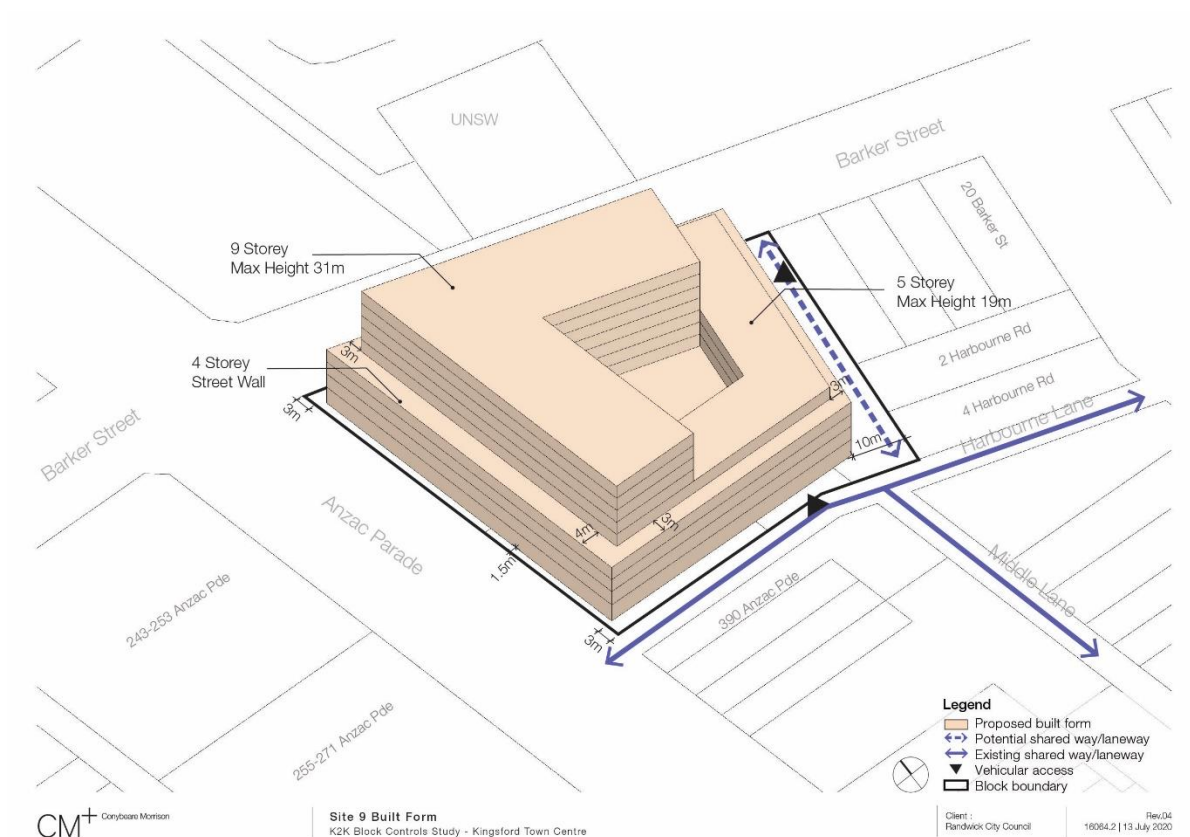 UNSW
Barker Street
20 Barker St
9 Storey
Max Height 31m
5 Storey
Max Height 19m
2 Harbourne Rd
4 Harbourne Rd
Harbourne Lane
4 Storey
Street Wall
3m
3m
3m
10m
Barker Street
Anzac Parade
4m
3m
1.5m
3m
Middle Lane
390 Anzac Pde
243-253 Anzac Pde
255-271 Anzac Pde
Legend
Proposed built form
Potential shared way/laneway
Existing shared way/laneway
Vehicular access
Block boundary
CM+ Conybeare Morrison
Site 9 Built Form
K2K Block Controls Study - Kingsford Town Centre
Client :
Randwick City Council
Rev.04
16064.2 | 13 July 2020